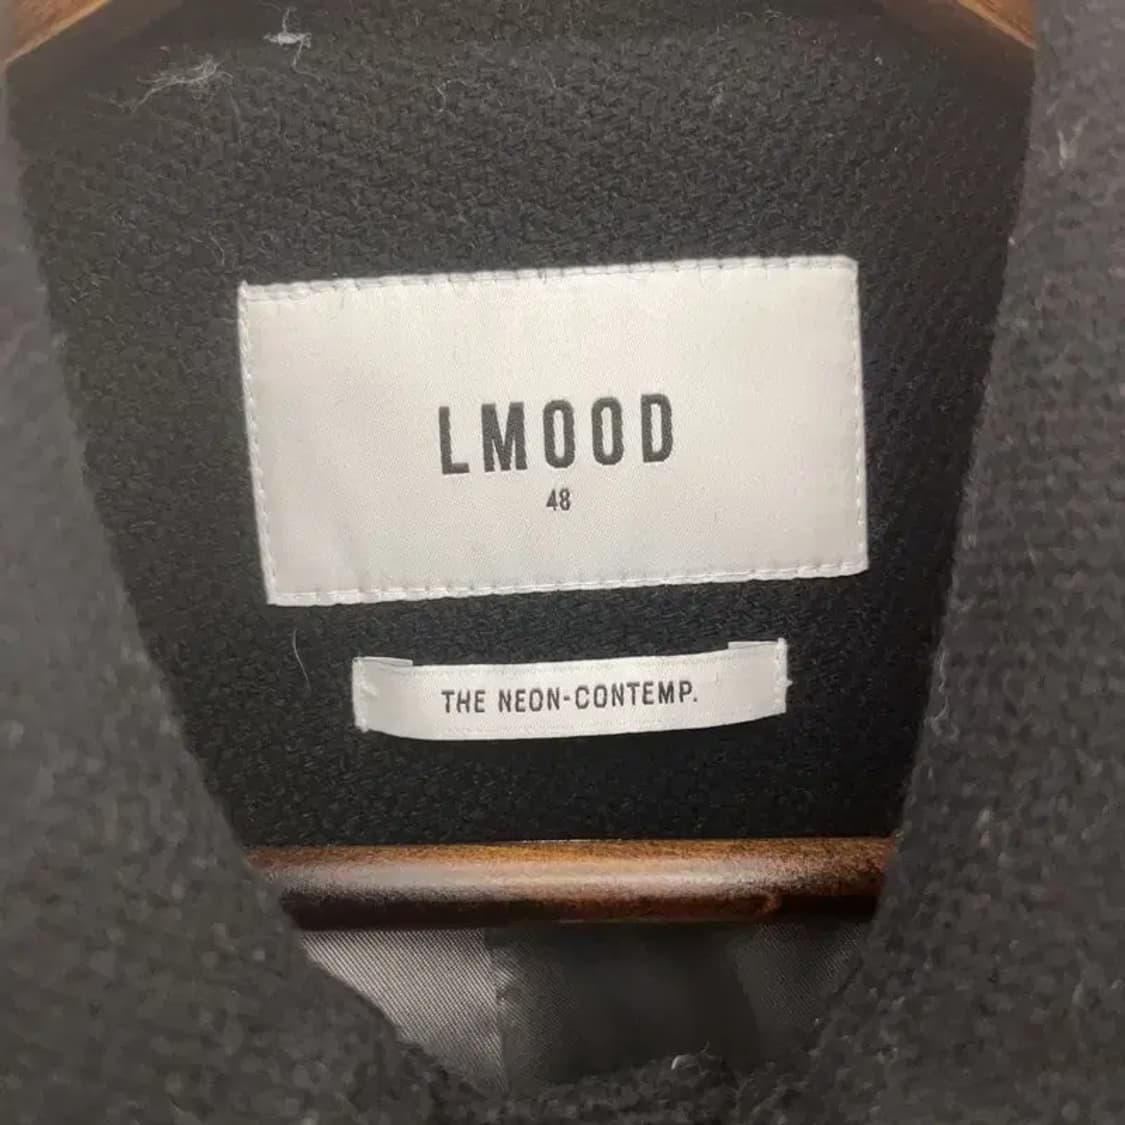 LMOOD
48
THE NEON-CONTEMP.